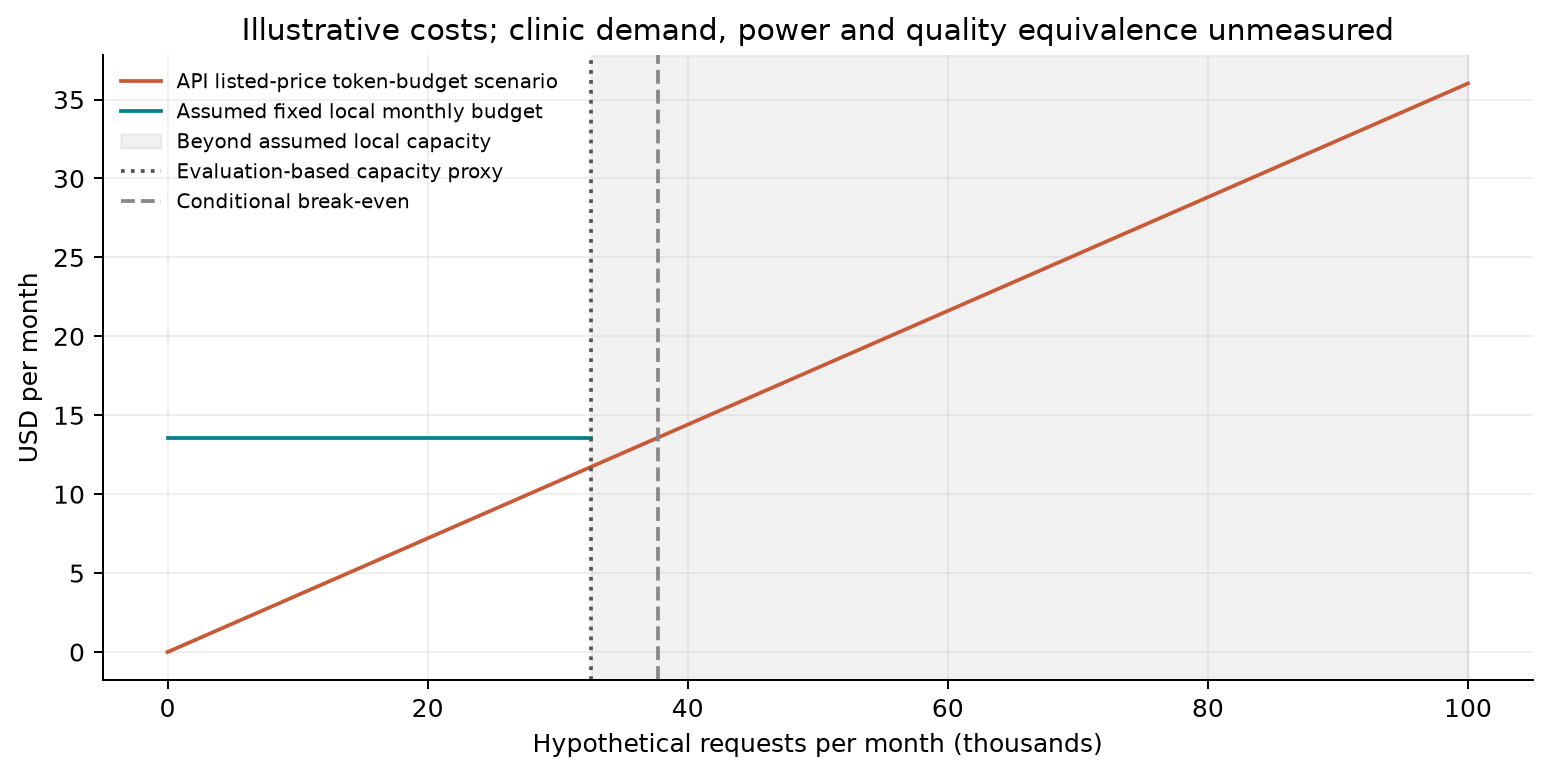 Illustrative costs; clinic demand, power and quality equivalence unmeasured
API listed-price token-budget scenario
Assumed fixed local monthly budget
Beyond assumed local capacity
Evaluation-based capacity proxy
Conditional break-even
USD per month
35
30
25
20
15
10
5
0
0 20 40 60 80 100
Hypothetical requests per month (thousands)